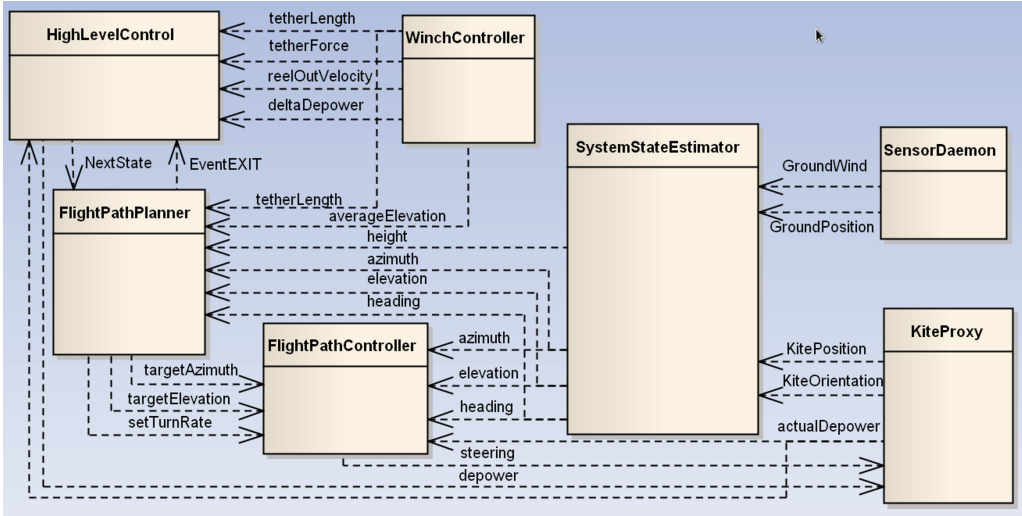 HighLevelControl
tetherLength
tetherForce
reelOutVelocity
deltaDepower
WinchController
NextState
EventEXIT
SystemStateEstimator
SensorDaemon
GroundWind
GroundPosition
FlightPathPlanner
tetherLength
averageElevation
height
azimuth
elevation
heading
FlightPathController
azimuth
elevation
heading
KiteProxy
KitePosition
KiteOrientation
targetAzimuth
targetElevation
setTurnRate
actualDepower
steering
depower